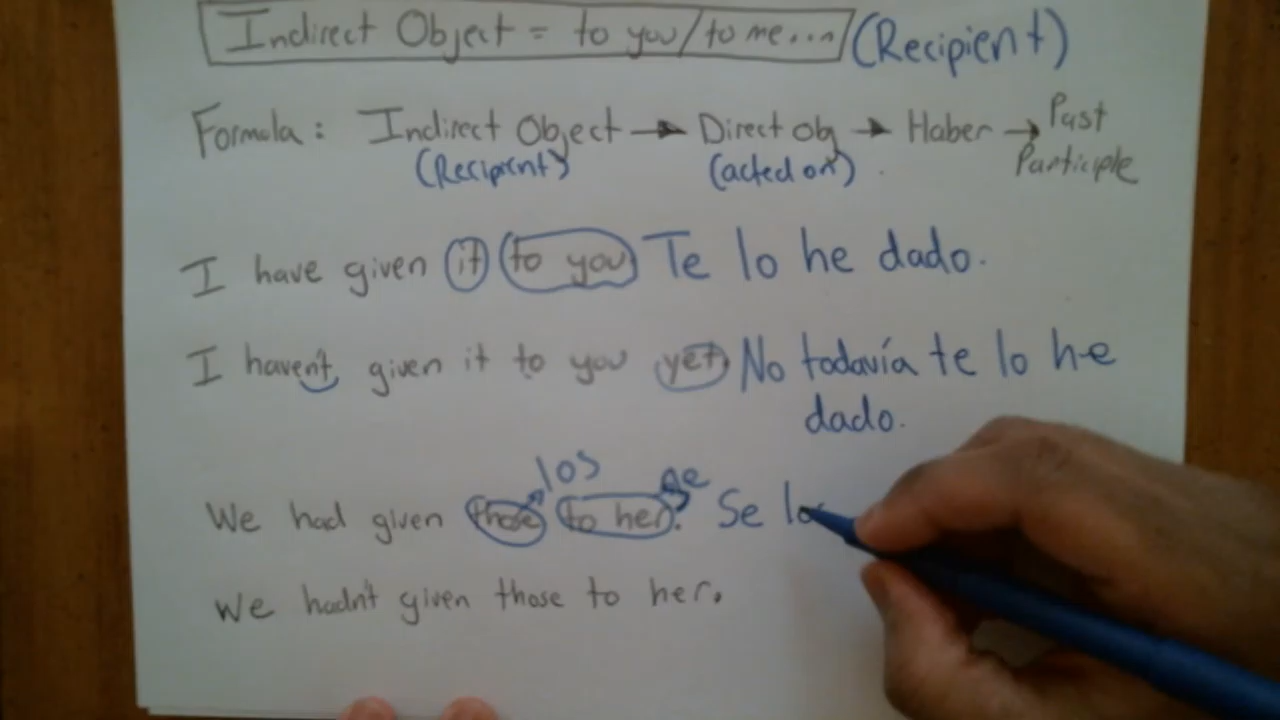 Indirect Object = to you/to me... (Recipient)
Formula: Indirect Object → Direct ob → Haber → Past Participle
(Recipient) (acted on)
I have given it to you Te lo he dado.
I haven't given it to you yet No todavía te lo he
dado.
los se
We had given those to her. Se los
We hadn't given those to her.